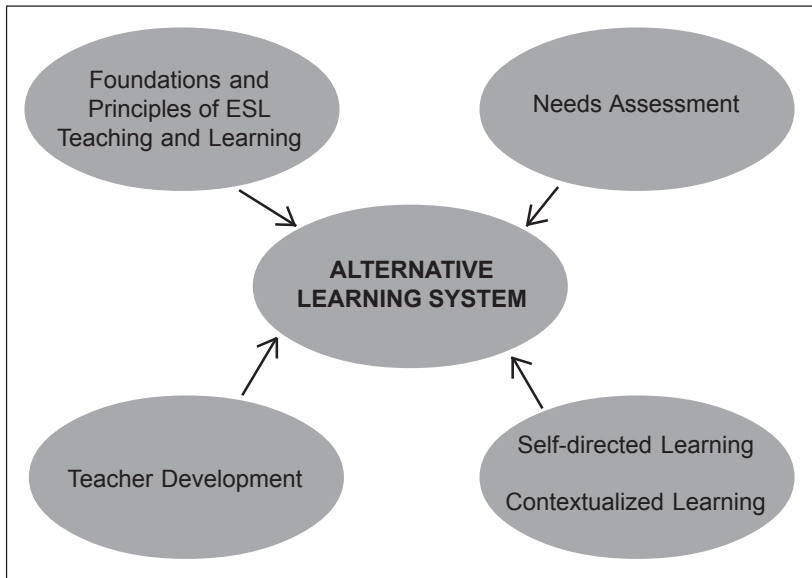 Foundations and
Principles of ESL
Teaching and Learning
Needs Assessment
ALTERNATIVE
LEARNING SYSTEM
Teacher Development
Self-directed Learning
Contextualized Learning